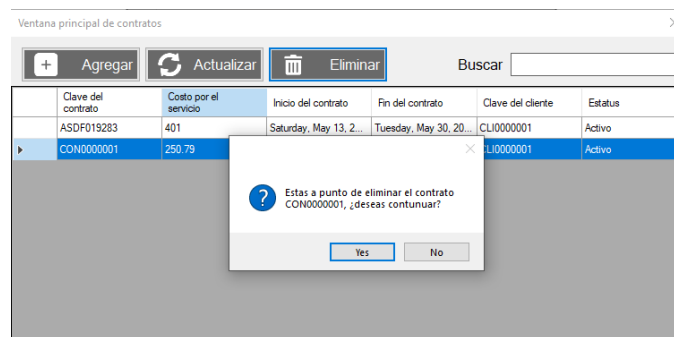 Ventana principal de contratos
Agregar Actualizar Eliminar Buscar
Clave del contrato Costo por el servicio Inicio del contrato Fin del contrato Clave del cliente Estatus
ASDF019283 401 Saturday, May 13, 2... Tuesday, May 30, 20... CLI0000001 Activo
CON0000001 250.79 CLI0000001 Activo
Estas a punto de eliminar el contrato
CON0000001, ¿deseas contunuar?
Yes No